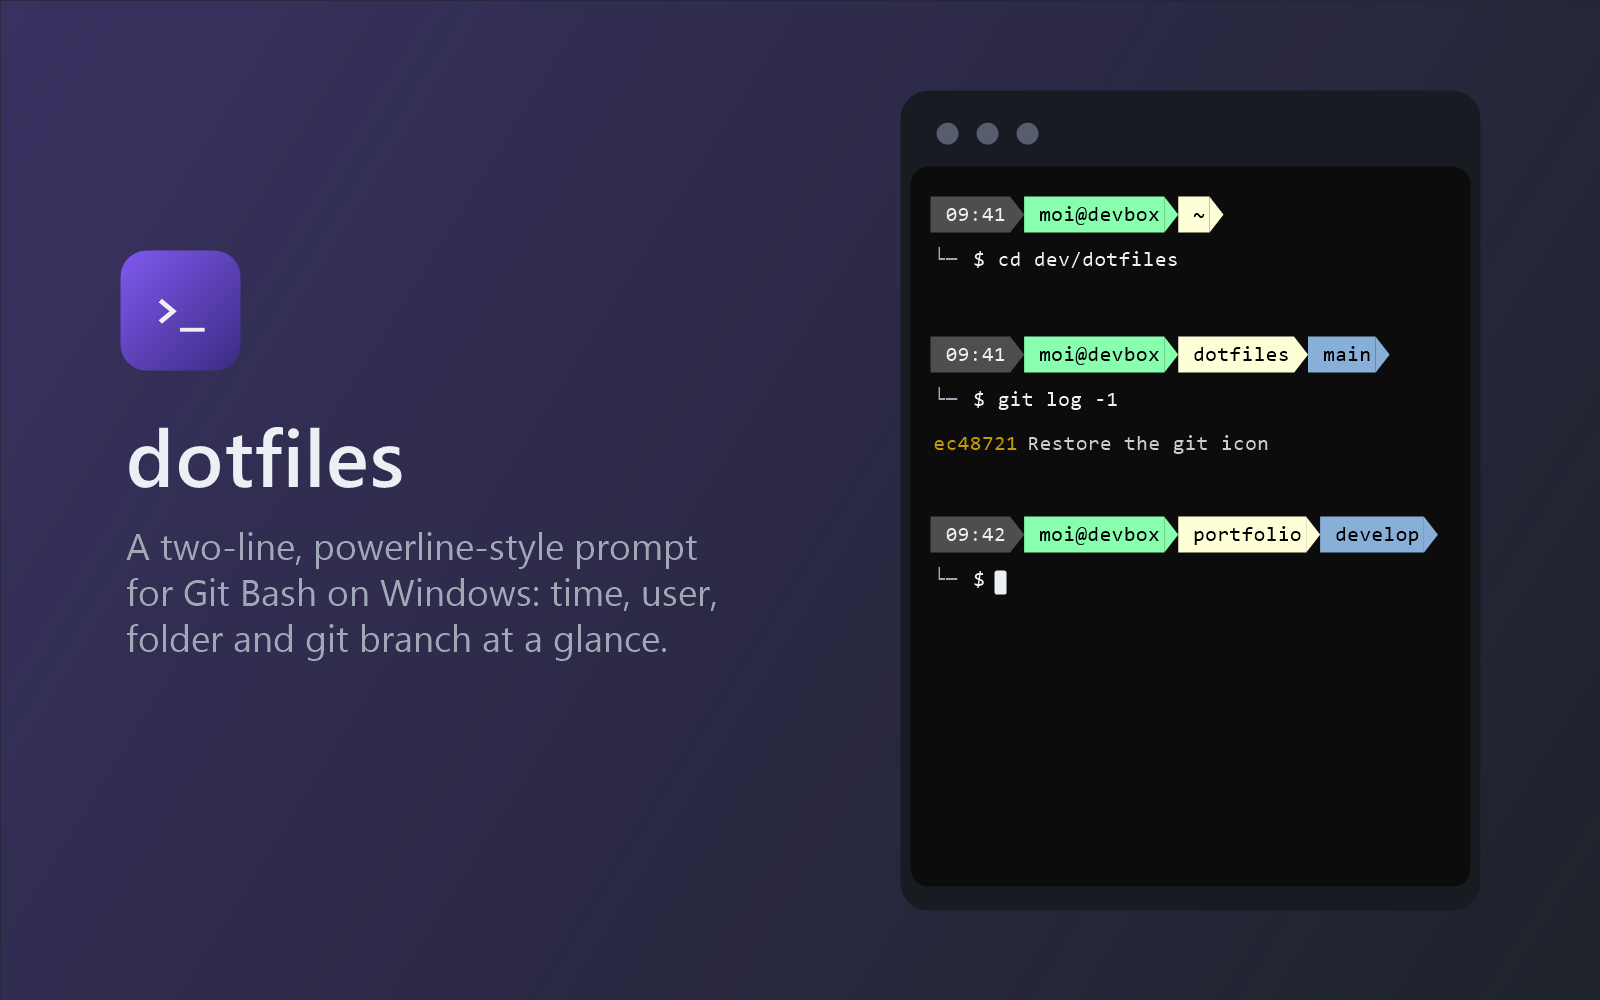 >_
dotfiles
A two-line, powerline-style prompt
for Git Bash on Windows: time, user,
folder and git branch at a glance.
09:41 moi@devbox ~
└─ $ cd dev/dotfiles
09:41 moi@devbox dotfiles main
└─ $ git log -1
ec48721 Restore the git icon
09:42 moi@devbox portfolio develop
└─ $